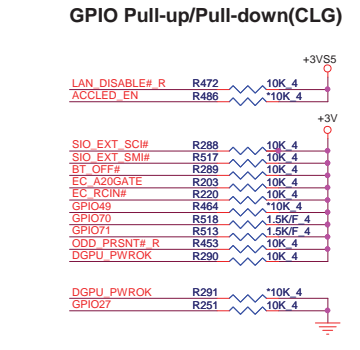 GPIO Pull-up/Pull-down(CLG)
+3VS5
LAN_DISABLE#_R R472 10K_4
ACCLED_EN R486 *10K_4
+3V
SIO_EXT_SCI# R288 10K_4
SIO_EXT_SMI# R517 10K_4
BT_OFF# R289 10K_4
EC_A20GATE R203 10K_4
EC_RCIN# R220 10K_4
GPIO49 R464 *10K_4
GPIO70 R518 1.5K/F_4
GPIO71 R513 1.5K/F_4
ODD_PRSNT#_R R453 10K_4
DGPU_PWROK R290 10K_4
DGPU_PWROK R291 *10K_4
GPIO27 R251 10K_4